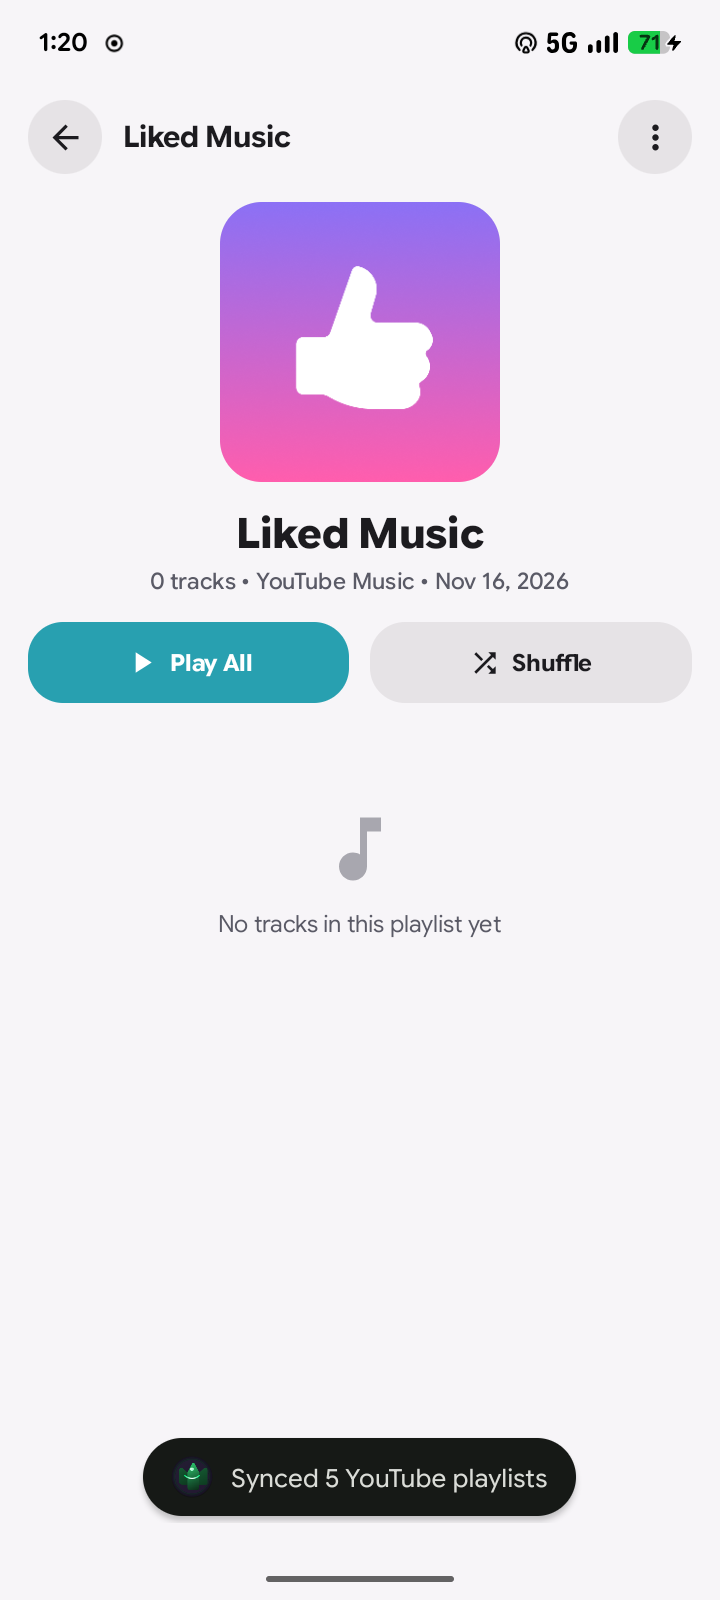 1:20
5G
71
Liked Music
Liked Music
0 tracks • YouTube Music • Nov 16, 2026
Play All
Shuffle
No tracks in this playlist yet
Synced 5 YouTube playlists